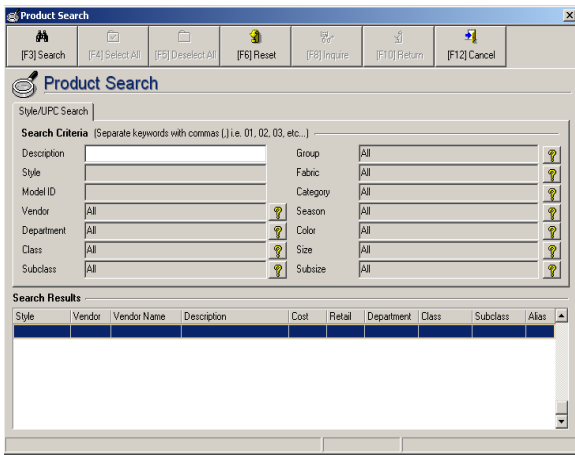 Product Search
[F3] Search [F4] Select All [F5] Deselect All [F6] Reset [F8] Inquire [F10] Return [F12] Cancel
Product Search
Style/UPC Search
Search Criteria (Separate keywords with commas (,) i.e. 01, 02, 03, etc...)
Description Group All
Style Fabric All
Model ID Category All
Vendor All Season All
Department All Color All
Class All Size All
Subclass All Subsize All
Search Results
Style Vendor Vendor Name Description Cost Retail Department Class Subclass Alias